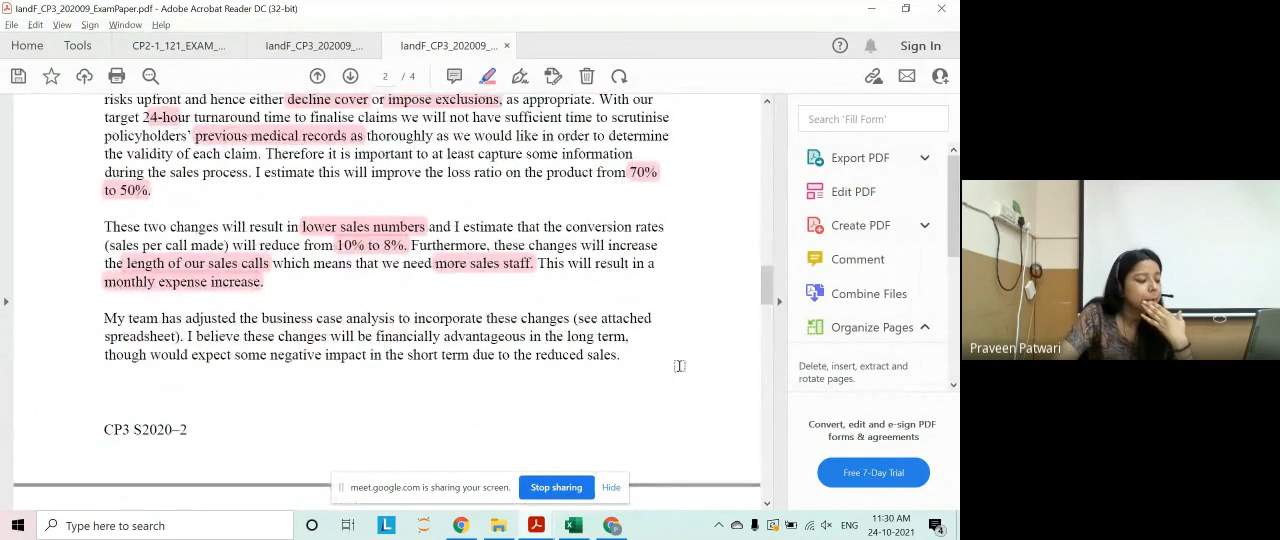 IandF_CP3_202009_ExamPaper.pdf - Adobe Acrobat Reader DC (32-bit)
File Edit View Sign Window Help
Home Tools CP2-1_121_EXAM_... IandF_CP3_202009_... IandF_CP3_202009_... × Sign In
2 / 4
risks upfront and hence either decline cover or impose exclusions, as appropriate. With our
target 24-hour turnaround time to finalise claims we will not have sufficient time to scrutinise
policyholders' previous medical records as thoroughly as we would like in order to determine
the validity of each claim. Therefore it is important to at least capture some information
during the sales process. I estimate this will improve the loss ratio on the product from 70%
to 50%.
These two changes will result in lower sales numbers and I estimate that the conversion rates
(sales per call made) will reduce from 10% to 8%. Furthermore, these changes will increase
the length of our sales calls which means that we need more sales staff. This will result in a
monthly expense increase.
My team has adjusted the business case analysis to incorporate these changes (see attached
spreadsheet). I believe these changes will be financially advantageous in the long term,
though would expect some negative impact in the short term due to the reduced sales.
CP3 S2020–2
Search 'Fill Form'
Export PDF
Edit PDF
Create PDF
Comment
Combine Files
Organize Pages
Delete, insert, extract and
rotate pages.
Convert, edit and e-sign PDF
forms & agreements
Free 7-Day Trial
Praveen Patwari
meet.google.com is sharing your screen. Stop sharing Hide
Type here to search
L
ENG
11:30 AM
24-10-2021
4